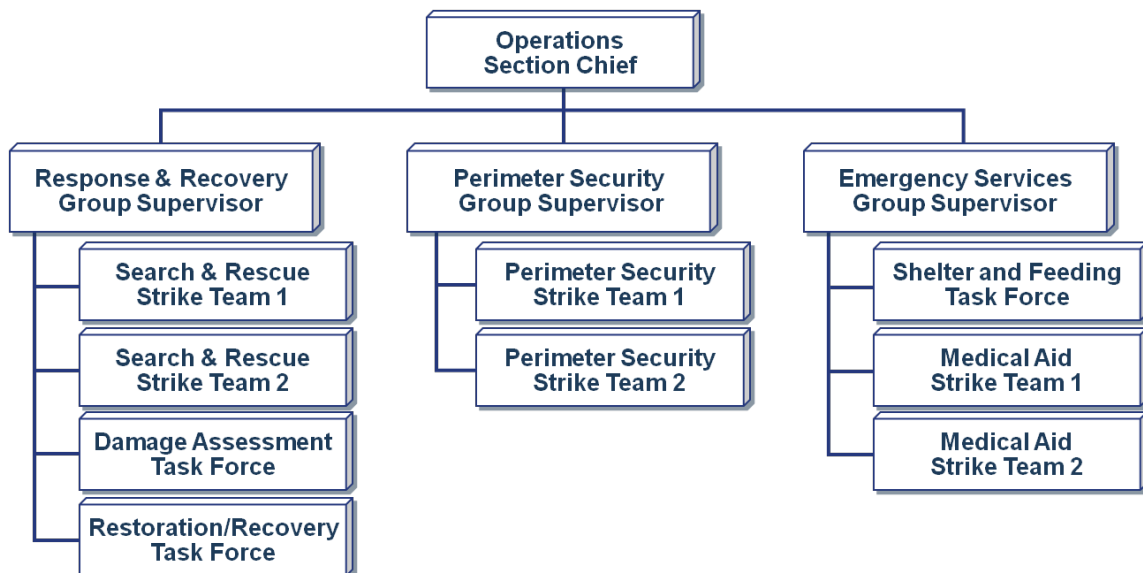 Operations
Section Chief
Response & Recovery
Group Supervisor
Search & Rescue
Strike Team 1
Search & Rescue
Strike Team 2
Damage Assessment
Task Force
Restoration/Recovery
Task Force
Perimeter Security
Group Supervisor
Perimeter Security
Strike Team 1
Perimeter Security
Strike Team 2
Emergency Services
Group Supervisor
Shelter and Feeding
Task Force
Medical Aid
Strike Team 1
Medical Aid
Strike Team 2